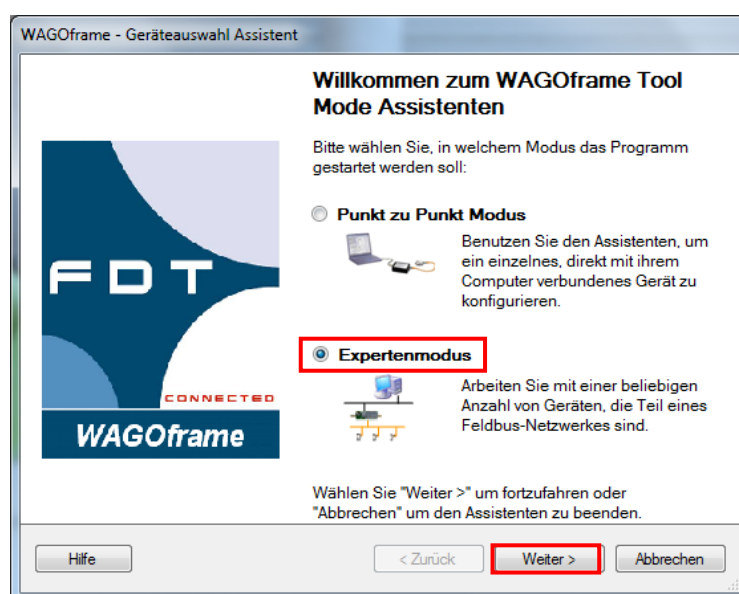 WAGOframe - Geräteauswahl Assistent
Willkommen zum WAGOframe Tool
Mode Assistenten
Bitte wählen Sie, in welchem Modus das Programm
gestartet werden soll:
Punkt zu Punkt Modus
Benutzen Sie den Assistenten, um
ein einzelnes, direkt mit ihrem
Computer verbundenes Gerät zu
konfigurieren.
FDT
Expertenmodus
CONNECTED
Arbeiten Sie mit einer beliebigen
Anzahl von Geräten, die Teil eines
Feldbus-Netzwerkes sind.
WAGOframe
Wählen Sie "Weiter >" um fortzufahren oder
"Abbrechen" um den Assistenten zu beenden.
Hilfe
< Zurück
Weiter >
Abbrechen